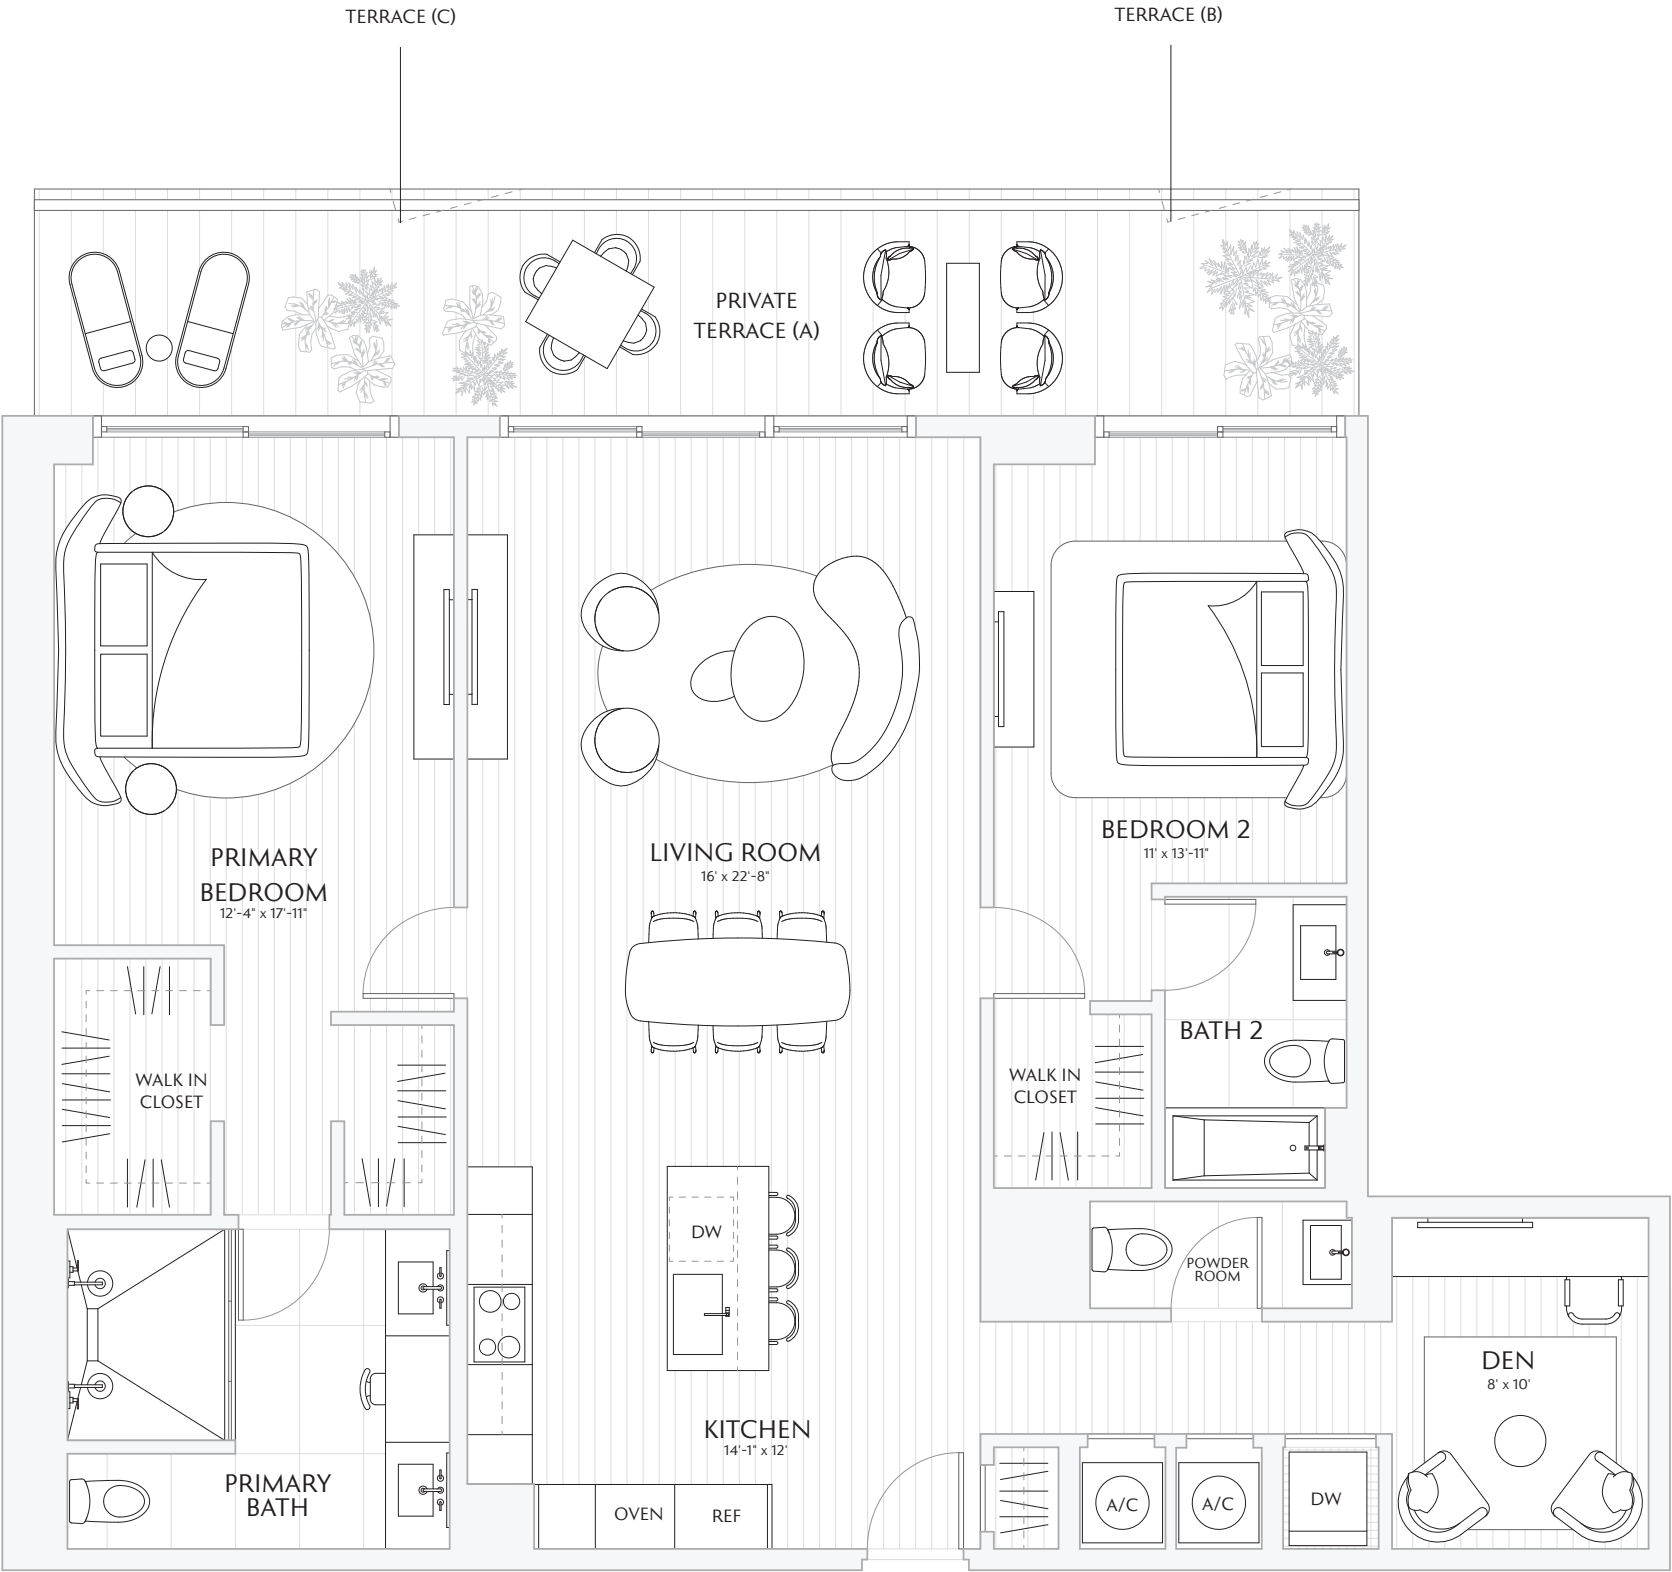 TERRACE (C)
TERRACE (B)
PRIVATE
TERRACE (A)
PRIMARY
BEDROOM
12'-4" x 17'-11"
LIVING ROOM
16' x 22'-8"
BEDROOM 2
11' x 13'-11"
BATH 2
WALK IN
CLOSET
WALK IN
CLOSET
DW
POWDER
ROOM
DEN
8' x 10'
KITCHEN
14'-1" x 12'
PRIMARY
BATH
OVEN
REF
A/C
A/C
DW